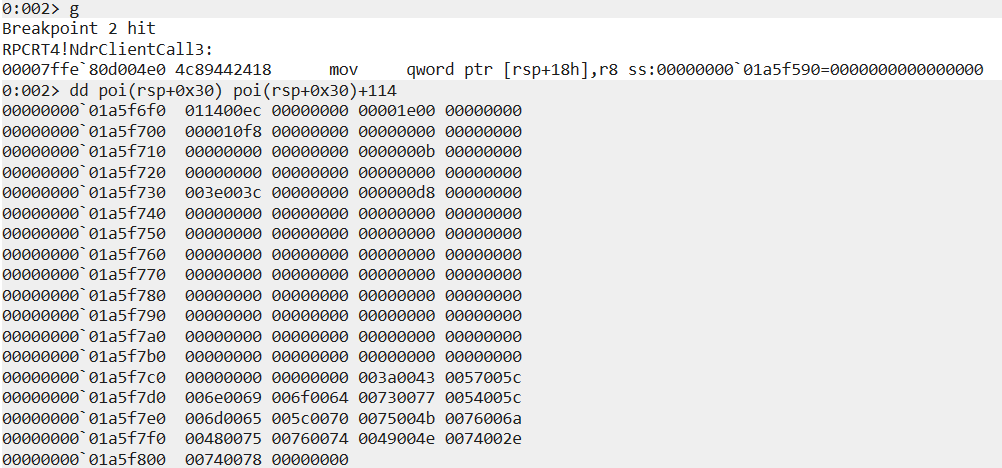 0:002> g
Breakpoint 2 hit
RPCRT4!NdrClientCall3:
00007ffe`80d004e0 4c89442418      mov     qword ptr [rsp+18h],r8 ss:00000000`01a5f590=0000000000000000
0:002> dd poi(rsp+0x30) poi(rsp+0x30)+114
00000000`01a5f6f0  011400ec 00000000 00001e00 00000000
00000000`01a5f700  000010f8 00000000 00000000 00000000
00000000`01a5f710  00000000 00000000 0000000b 00000000
00000000`01a5f720  00000000 00000000 00000000 00000000
00000000`01a5f730  003e003c 00000000 000000d8 00000000
00000000`01a5f740  00000000 00000000 00000000 00000000
00000000`01a5f750  00000000 00000000 00000000 00000000
00000000`01a5f760  00000000 00000000 00000000 00000000
00000000`01a5f770  00000000 00000000 00000000 00000000
00000000`01a5f780  00000000 00000000 00000000 00000000
00000000`01a5f790  00000000 00000000 00000000 00000000
00000000`01a5f7a0  00000000 00000000 00000000 00000000
00000000`01a5f7b0  00000000 00000000 00000000 00000000
00000000`01a5f7c0  00000000 00000000 003a0043 0057005c
00000000`01a5f7d0  006e0069 006f0064 00730077 0054005c
00000000`01a5f7e0  006d0065 005c0070 0075004b 0076006a
00000000`01a5f7f0  00480075 00760074 0049004e 0074002e
00000000`01a5f800  00740078 00000000